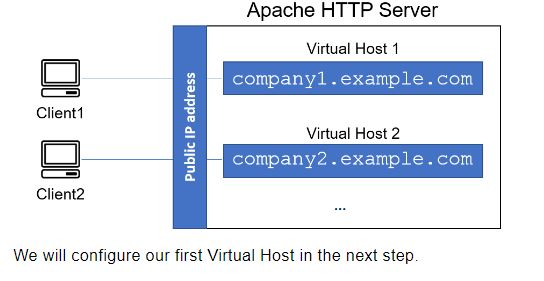 Apache HTTP Server
Virtual Host 1
company1.example.com
Client1
Public IP address
Virtual Host 2
company2.example.com
Client2
...
We will configure our first Virtual Host in the next step.